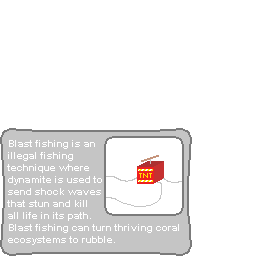 Blast fishing is an
illegal fishing
technique where
dynamite is used to
send shock waves
that stun and kill
all life in its path.
Blast fishing can turn thriving coral
ecosystems to rubble.
TNT